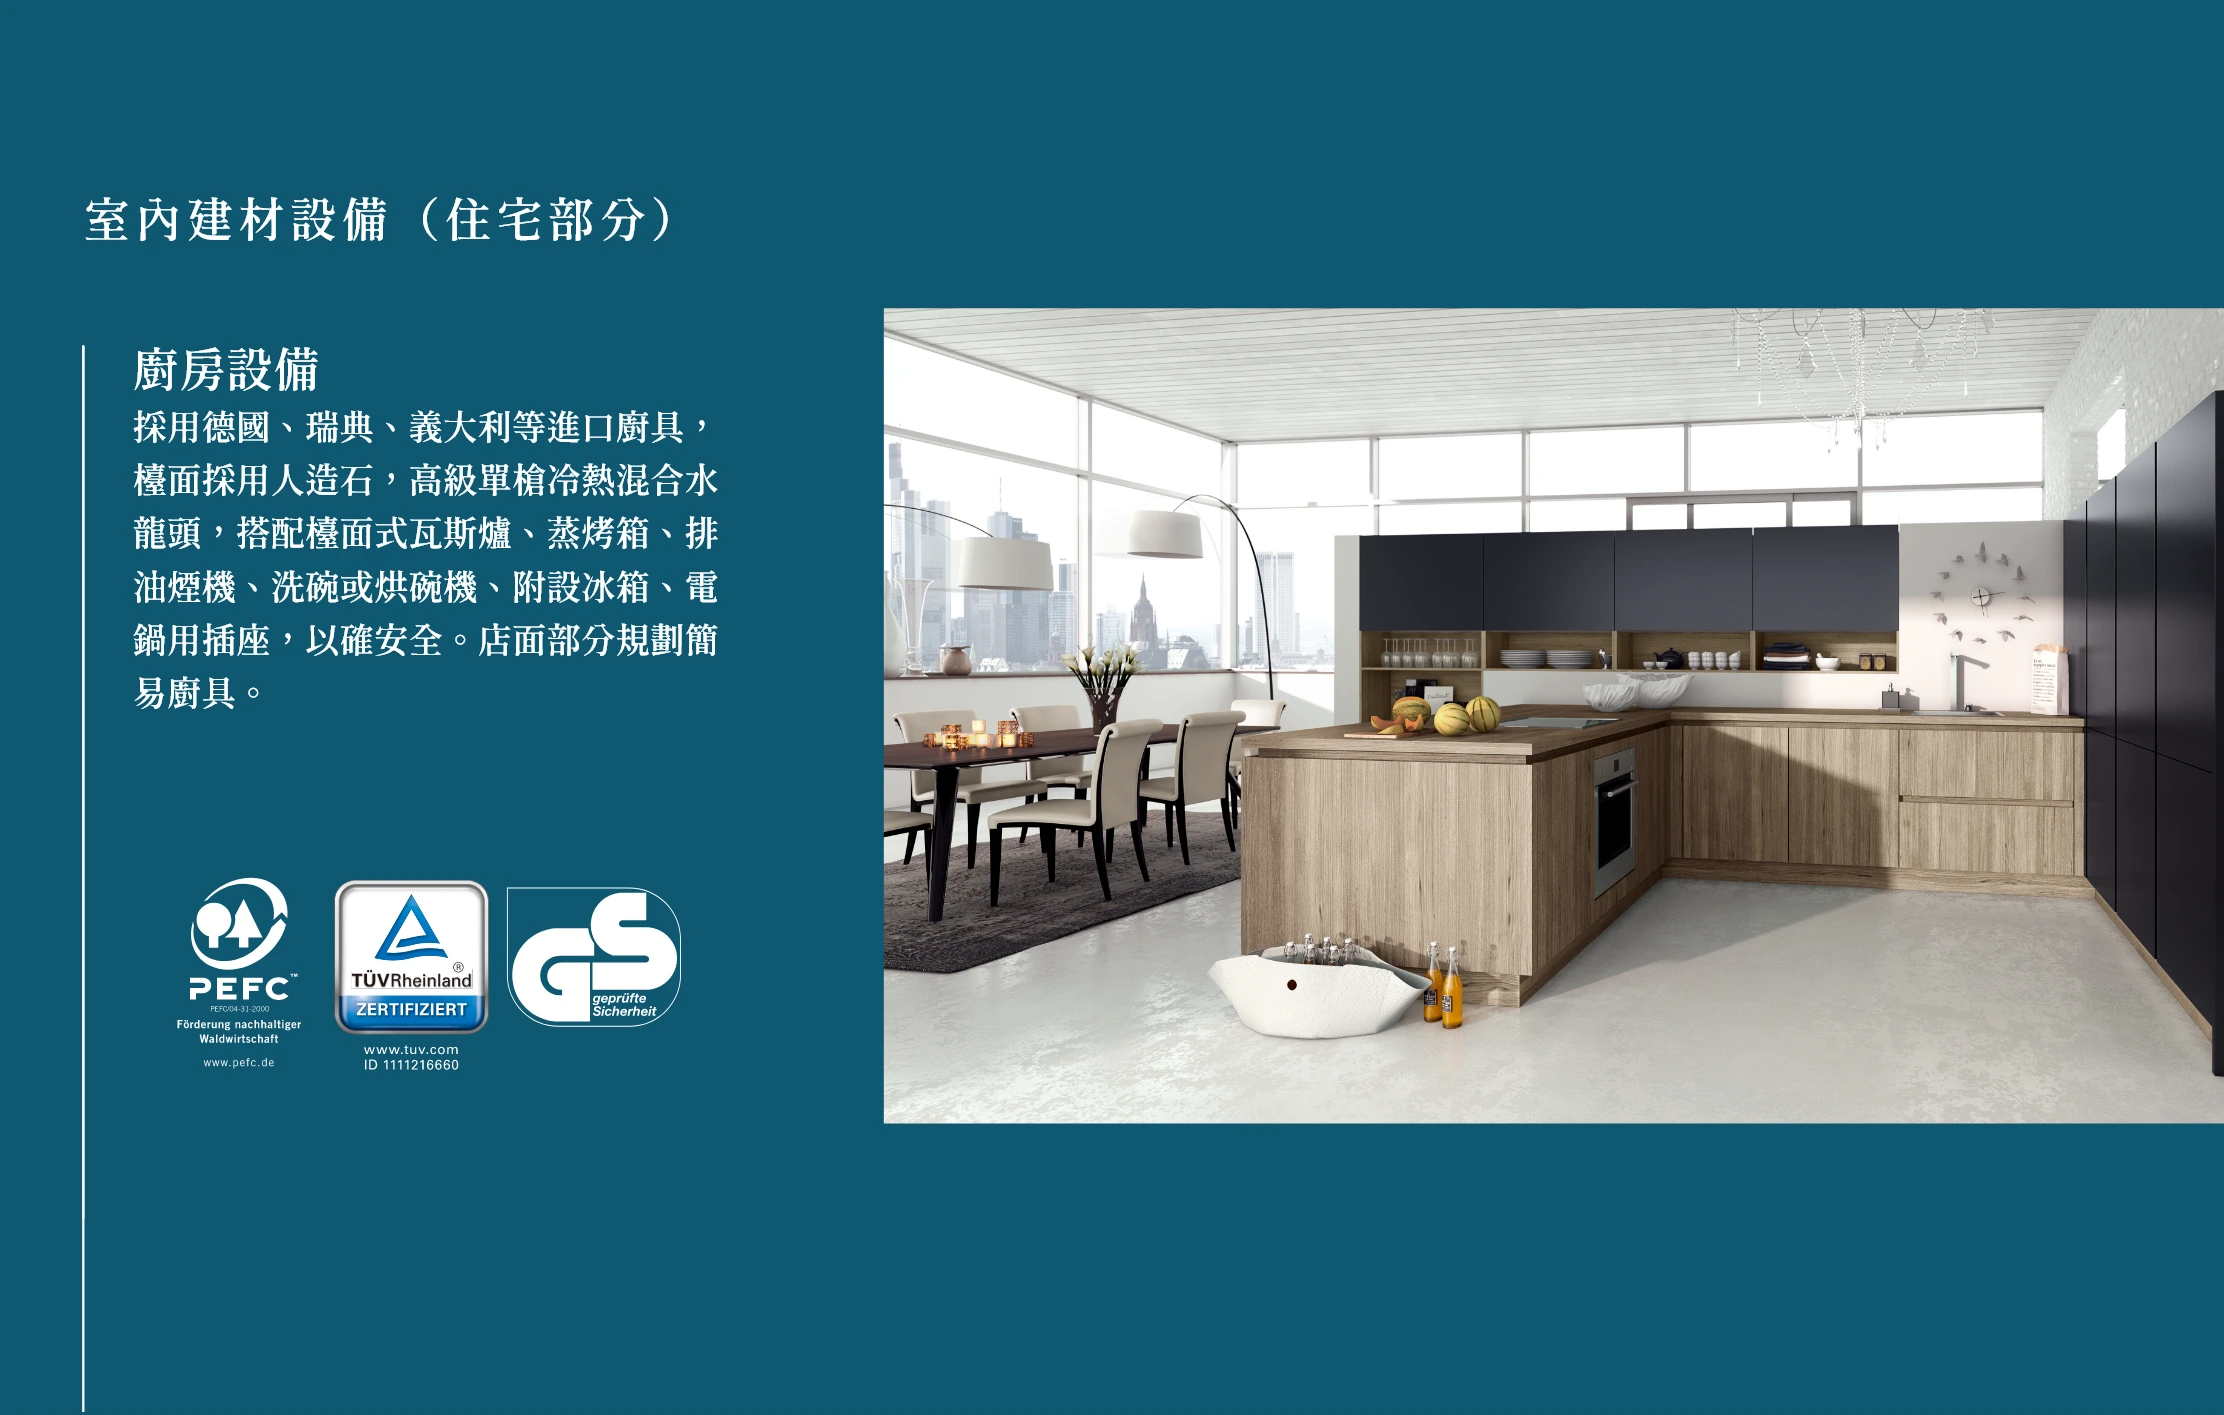 室內建材設備（住宅部分）
廚房設備
採用德國、瑞典、義大利等進口廚具，
檯面採用人造石，高級單槍冷熱混合水
龍頭，搭配檯面式瓦斯爐、蒸烤箱、排
油煙機、洗碗或烘碗機、附設冰箱、電
鍋用插座，以確安全。店面部分規劃簡
易廚具。
PEFC™
PEFC/04-31-2000
Förderung nachhaltiger
Waldwirtschaft
www.pefc.de
TÜVRheinland®
ZERTIFIZIERT
www.tuv.com
ID 1111216660
GS
geprüfte
Sicherheit